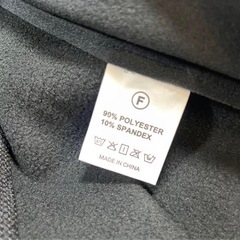 F
90% POLYESTER
10% SPANDEX
MADE IN CHINA